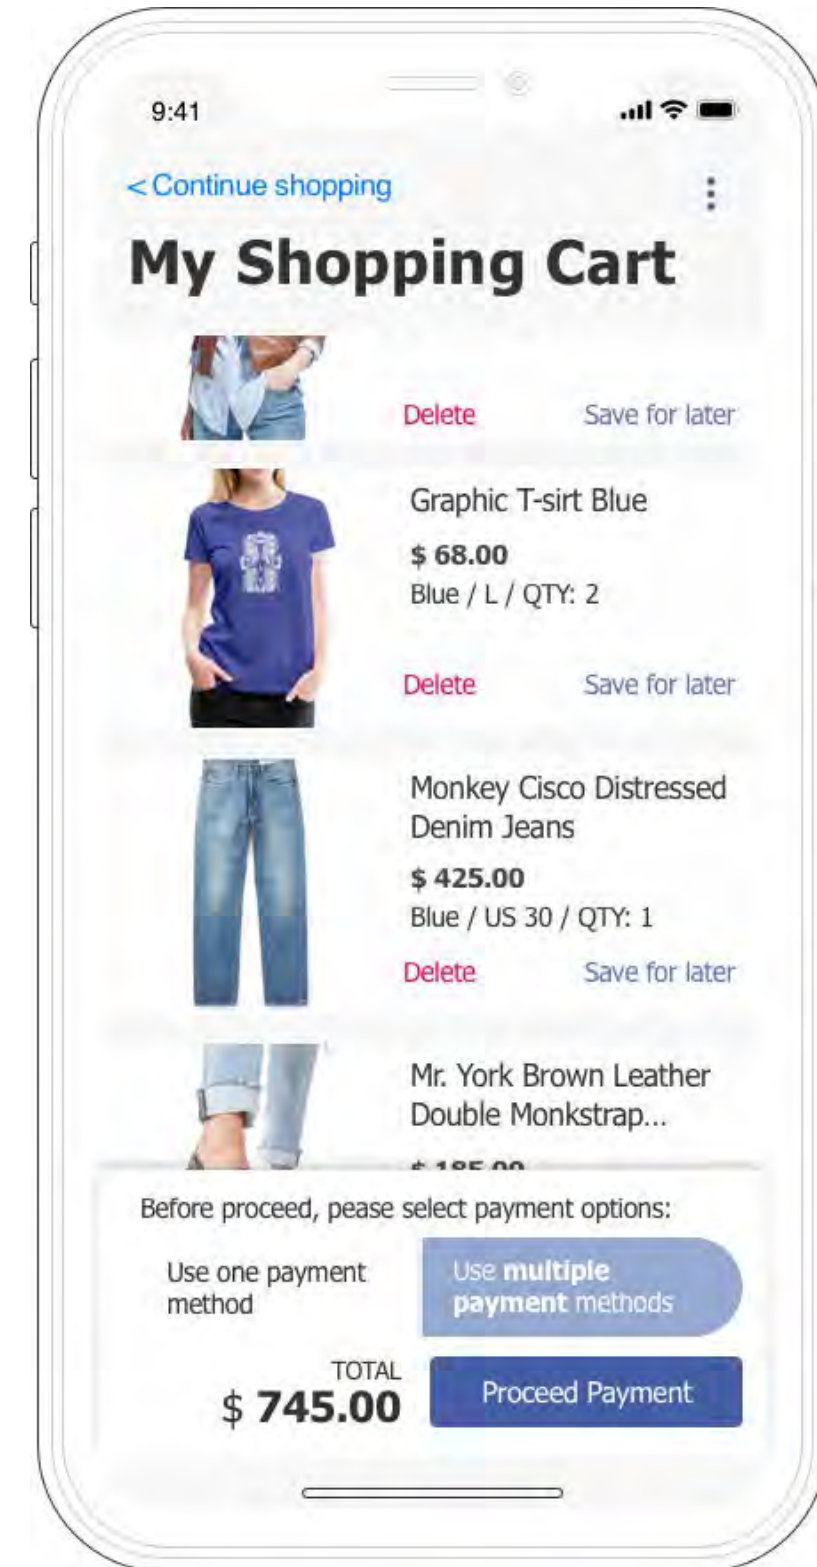 9:41
< Continue shopping
My Shopping Cart
Delete Save for later
Graphic T-sirt Blue
$ 68.00
Blue / L / QTY: 2
Delete Save for later
Monkey Cisco Distressed
Denim Jeans
$ 425.00
Blue / US 30 / QTY: 1
Delete Save for later
Mr. York Brown Leather
Double Monkstrap...
Before proceed, pease select payment options:
Use one payment
method
Use multiple
payment methods
TOTAL
$ 745.00
Proceed Payment